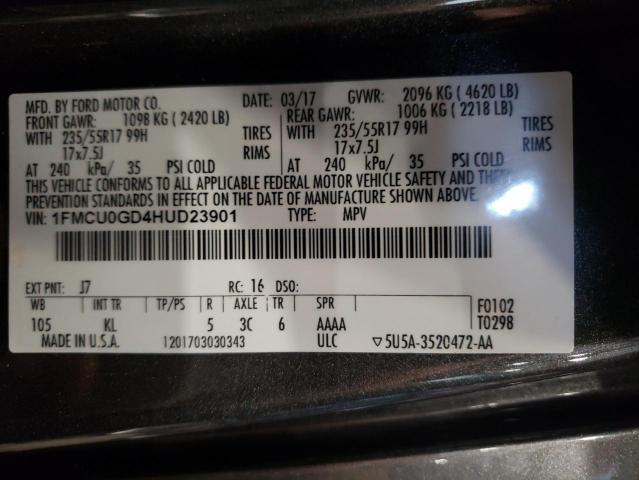 MFD. BY FORD MOTOR CO. DATE: 03/17 GVWR: 2096 KG ( 4620 LB)
FRONT GAWR: 1098 KG ( 2420 LB) REAR GAWR: 1006 KG ( 2218 LB)
WITH 235/55R17 99H TIRES WITH 235/55R17 99H TIRES
17x7.5J RIMS 17x7.5J RIMS
AT 240 kPa/ 35 PSI COLD AT 240 kPa/ 35 PSI COLD
THIS VEHICLE CONFORMS TO ALL APPLICABLE FEDERAL MOTOR VEHICLE SAFETY AND THEFT
PREVENTION STANDARDS IN EFFECT ON THE DATE OF MANUFACTURE SHOWN ABOVE.
VIN: 1FMCU0GD4HUD23901 TYPE: MPV
EXT PNT: J7 RC: 16 DSO:
WB INT TR TP/PS R AXLE TR SPR F0102
105 KL 5 3C 6 AAAA T0298
MADE IN U.S.A. 1201703030343 ULC ▽5U5A-3520472-AA